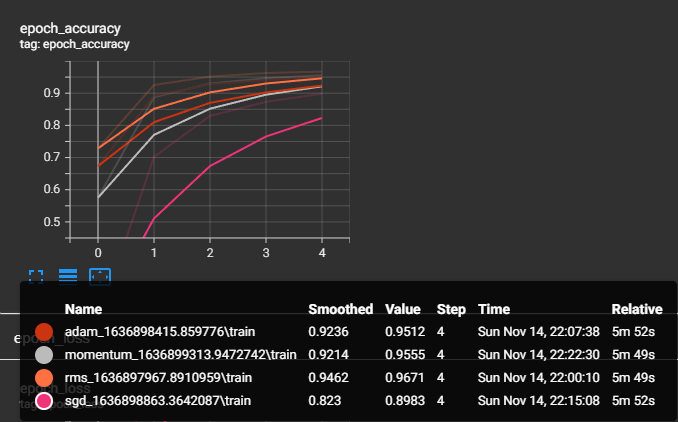 epoch_accuracy
tag: epoch_accuracy
0.9
0.8
0.7
0.6
0.5
0 1 2 3 4
Name Smoothed Value Step Time Relative
adam_1636898415.859776\train 0.9236 0.9512 4 Sun Nov 14, 22:07:38 5m 52s
epoch_loss
momentum_1636899313.9472742\train 0.9214 0.9555 4 Sun Nov 14, 22:22:30 5m 49s
rms_1636897967.8910959\train 0.9462 0.9671 4 Sun Nov 14, 22:00:10 5m 49s
epoch_loss
sgd_1636898863.3642087\train 0.823 0.8983 4 Sun Nov 14, 22:15:08 5m 52s